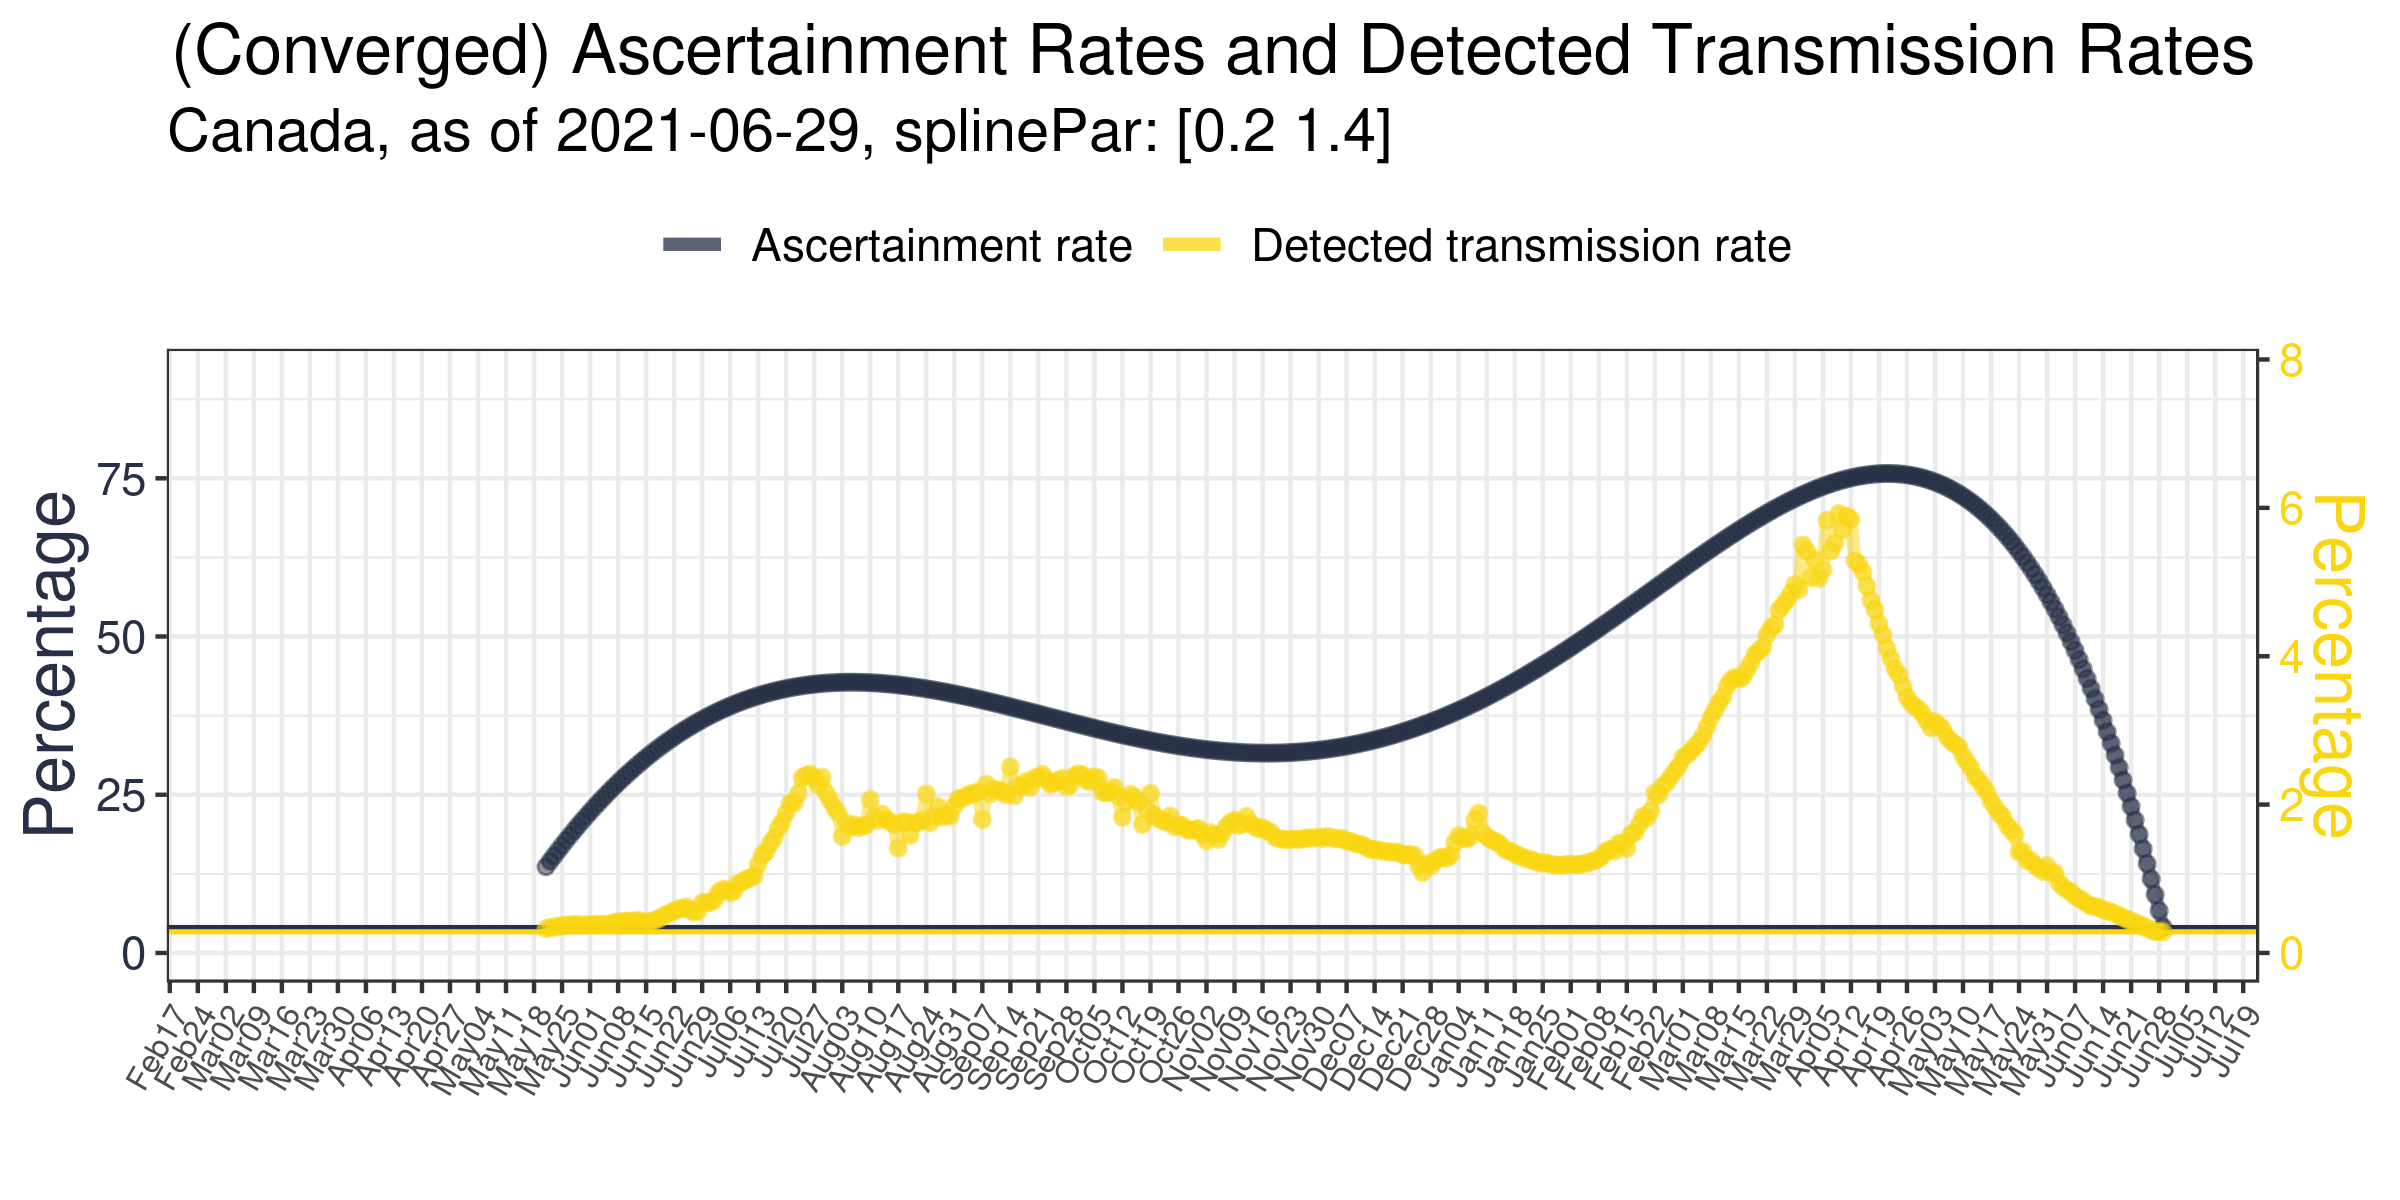 (Converged) Ascertainment Rates and Detected Transmission Rates
Canada, as of 2021-06-29, splinePar: [0.2 1.4]
Ascertainment rate Detected transmission rate
Percentage
75
50
25
0
8
6
4
2
0
Percentage
Feb17 Feb24 Mar02 Mar09 Mar16 Mar23 Mar30 Apr06 Apr13 Apr20 Apr27 May04 May11 May18 May25 Jun01 Jun08 Jun15 Jun22 Jun29 Jul06 Jul13 Jul20 Jul27 Aug03 Aug10 Aug17 Aug24 Aug31 Sep07 Sep14 Sep21 Sep28 Oct05 Oct12 Oct19 Oct26 Nov02 Nov09 Nov16 Nov23 Nov30 Dec07 Dec14 Dec21 Dec28 Jan04 Jan11 Jan18 Jan25 Feb01 Feb08 Feb15 Feb22 Mar01 Mar08 Mar15 Mar22 Mar29 Apr05 Apr12 Apr19 Apr26 May03 May10 May17 May24 May31 Jun07 Jun14 Jun21 Jun28 Jul05 Jul12 Jul19